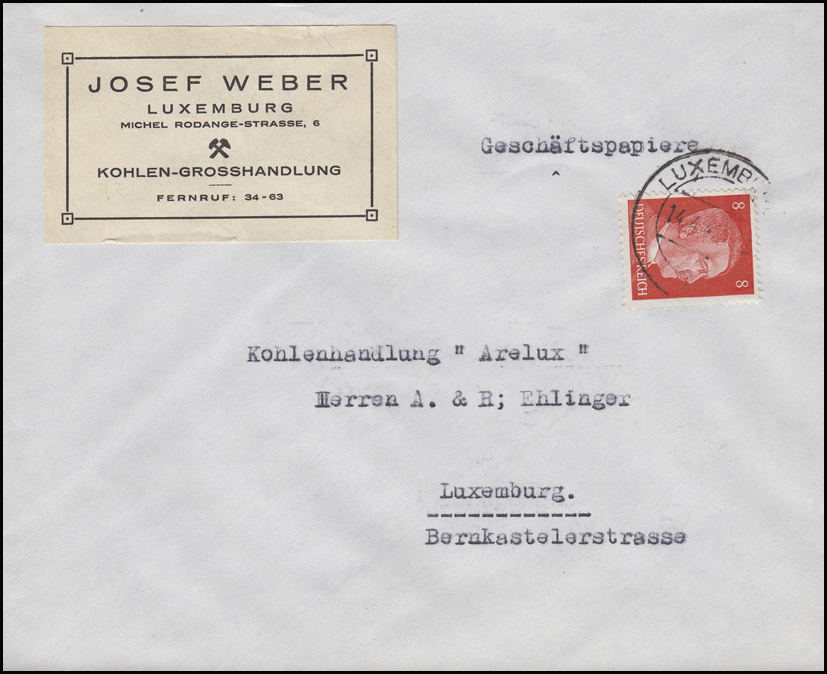 JOSEF WEBER
LUXEMBURG
MICHEL RODANGE-STRASSE, 6
KOHLEN-GROSSHANDLUNG
FERNRUF: 34-63
Geschäftspapiere
LUXEMB
14.
DEUTSCHES REICH
8
8
Kohlenhandlung " Arelux "
Herren A. & R; Ehlinger
Luxemburg.
Bernkastelerstrasse